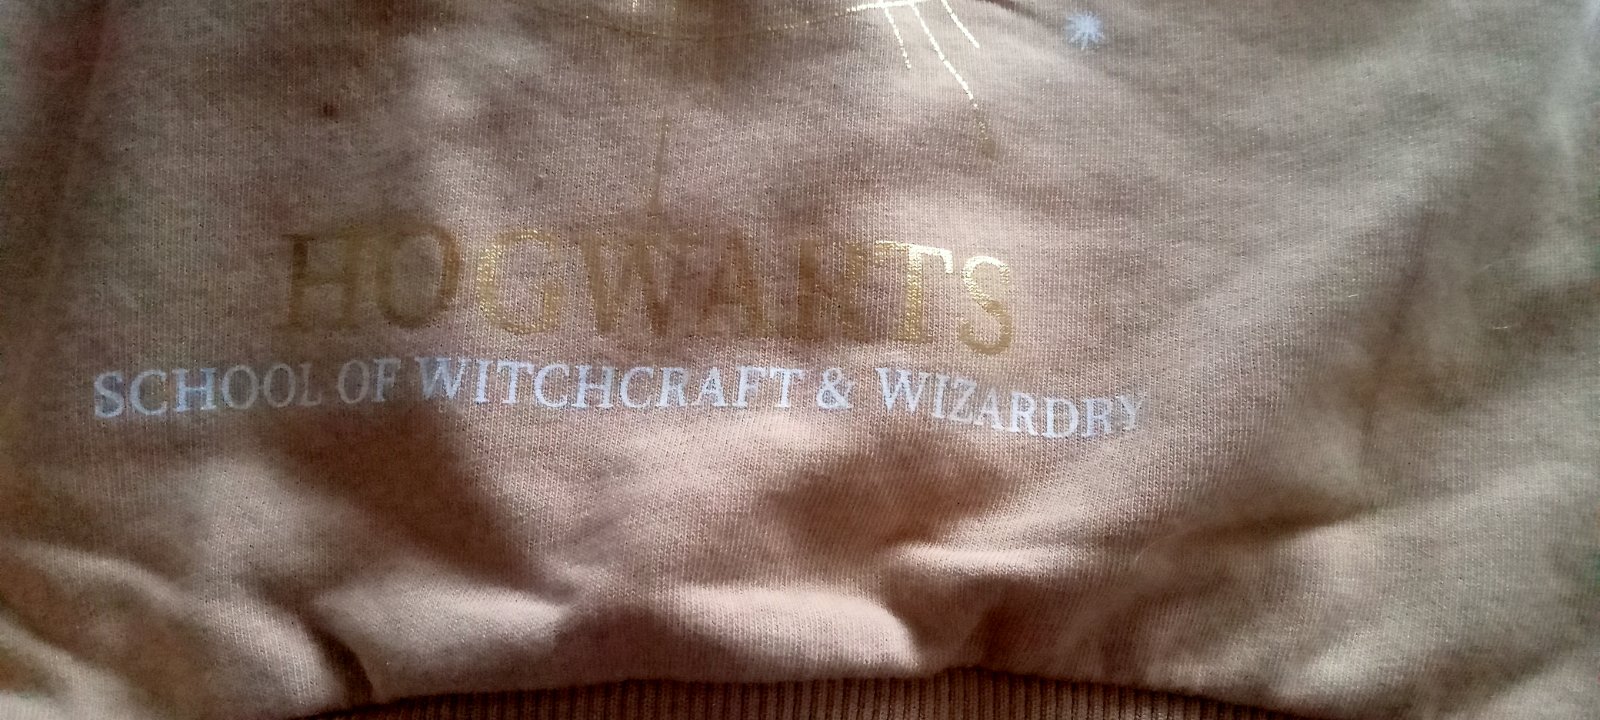 HOGWARTS
SCHOOL OF WITCHCRAFT & WIZARDRY